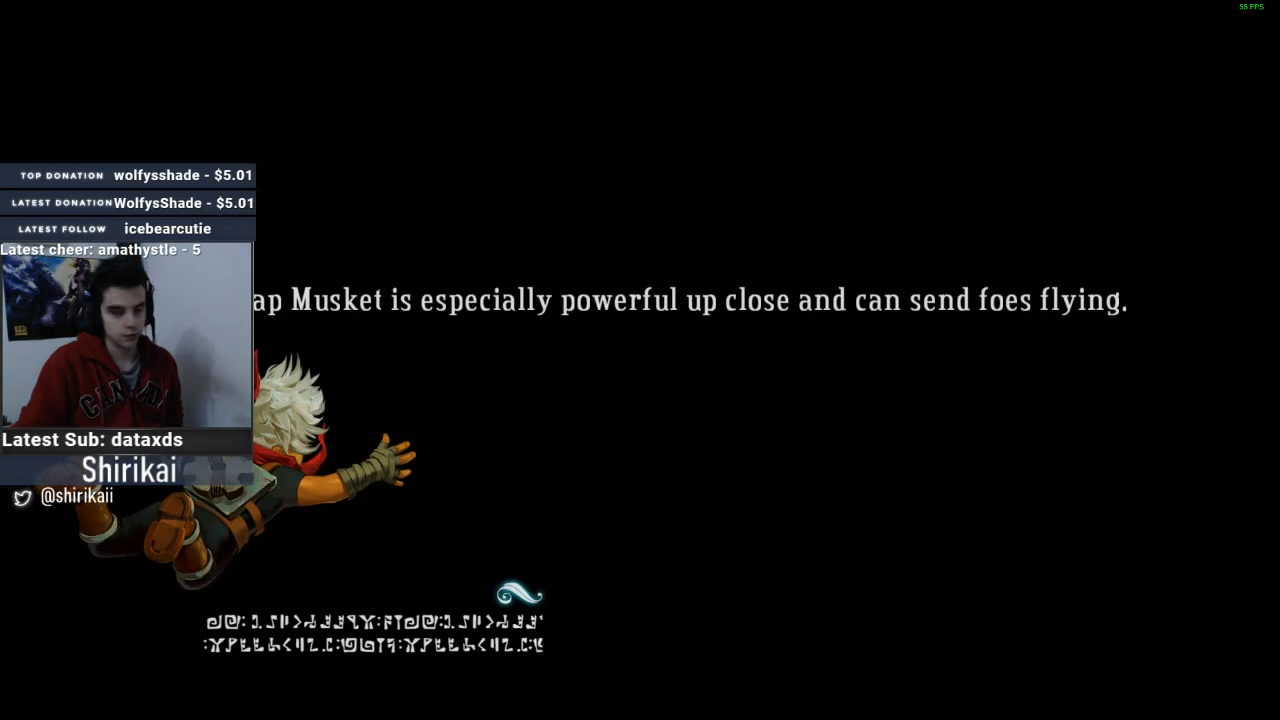 55 FPS
TOP DONATION wolfysshade - $5.01
LATEST DONATION WolfysShade - $5.01
LATEST FOLLOW icebearcutie
Latest cheer: amathystle - 5
ap Musket is especially powerful up close and can send foes flying.
CANADA
Latest Sub: dataxds
Shirikai
@shirikaii